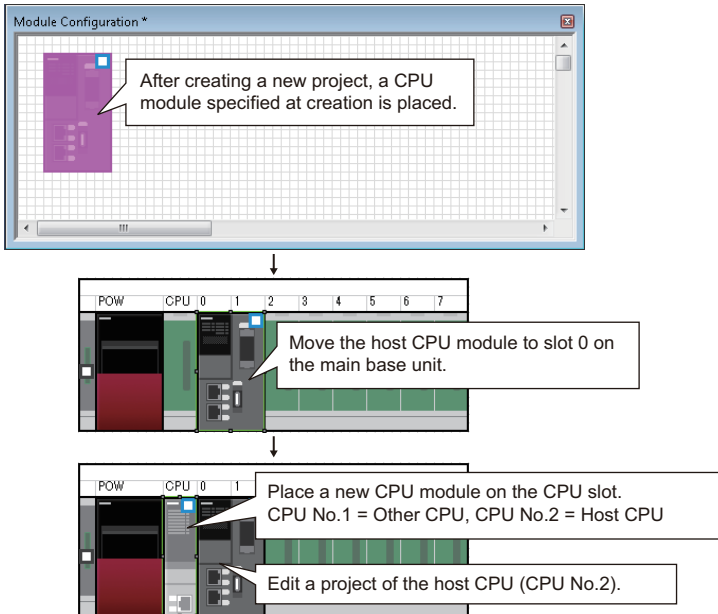 Module Configuration *
After creating a new project, a CPU
module specified at creation is placed.
POW CPU 0 1 2 3 4 5 6 7
Move the host CPU module to slot 0 on
the main base unit.
POW CPU 0 1
Place a new CPU module on the CPU slot.
CPU No.1 = Other CPU, CPU No.2 = Host CPU
Edit a project of the host CPU (CPU No.2).